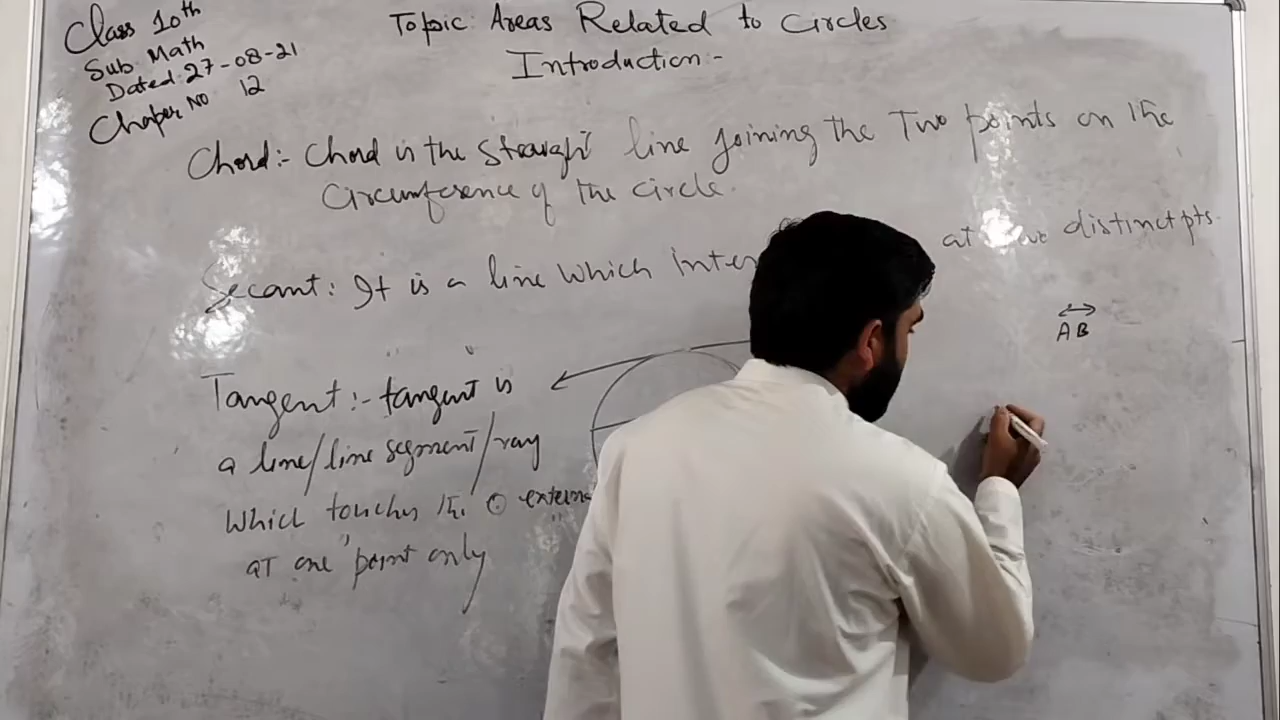 Class 10th
Sub Math
Dated 27-08-21
Chapter No 12
Topic: Areas Related to Circles
Introduction -
Chord:- Chord is the straight line joining the Two points on the
Circumference of the circle.
Secant: It is a line which inter at distinct pts.
A B
Tangent:- tangent is
a line/line segment/ray
which touches the ⊙ externa
at one point only